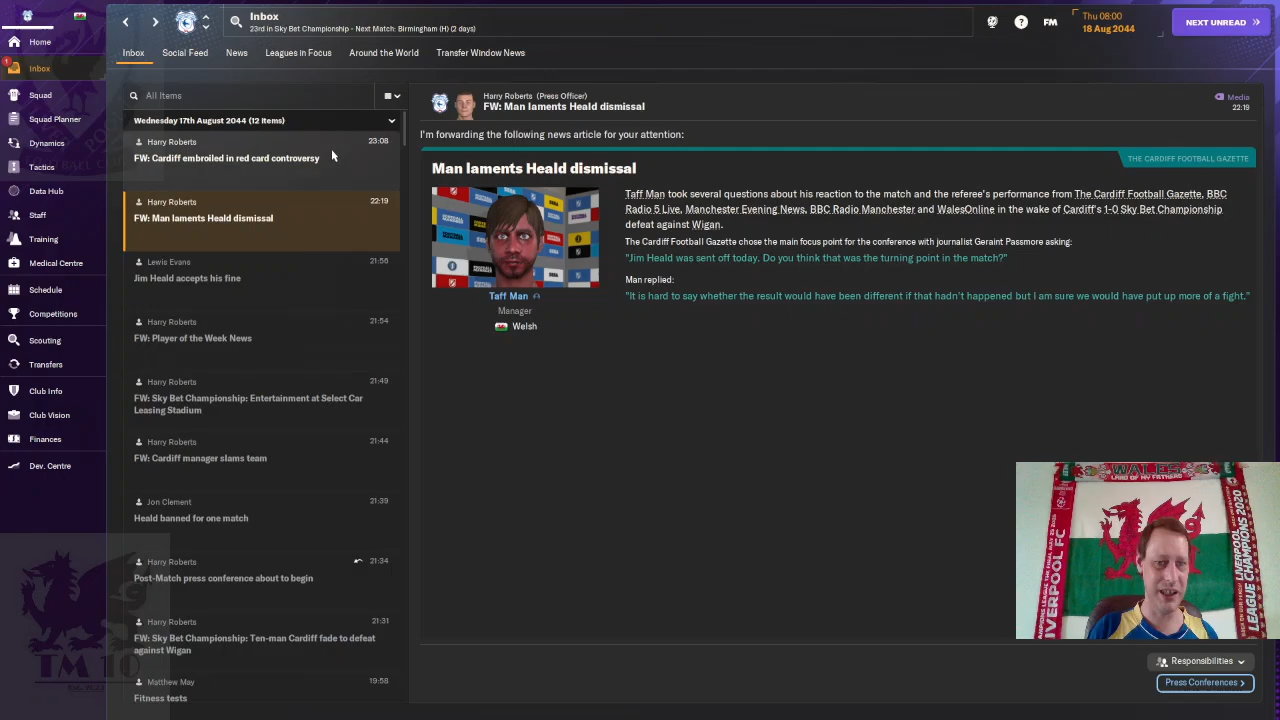 Inbox
23rd in Sky Bet Championship - Next Match: Birmingham (H) (2 days)
FM
Thu 08:00
18 Aug 2044
NEXT UNREAD
Home
1
Inbox
Squad
Squad Planner
Dynamics
Tactics
Data Hub
Staff
Training
Medical Centre
Schedule
Competitions
Scouting
Transfers
Club Info
Club Vision
Finances
Dev. Centre
TM 10
Inbox
Social Feed
News
Leagues in Focus
Around the World
Transfer Window News
All Items
Wednesday 17th August 2044 (12 Items)
Harry Roberts
23:08
FW: Cardiff embroiled in red card controversy
Harry Roberts
22:19
FW: Man laments Heald dismissal
Lewis Evans
21:56
Jim Heald accepts his fine
Harry Roberts
21:54
FW: Player of the Week News
Harry Roberts
21:49
FW: Sky Bet Championship: Entertainment at Select Car
Leasing Stadium
Harry Roberts
21:44
FW: Cardiff manager slams team
Jon Clement
21:39
Heald banned for one match
Harry Roberts
21:34
Post-Match press conference about to begin
Harry Roberts
21:31
FW: Sky Bet Championship: Ten-man Cardiff fade to defeat
against Wigan
Matthew May
19:58
Fitness tests
Harry Roberts (Press Officer)
FW: Man laments Heald dismissal
Media
22:19
I'm forwarding the following news article for your attention:
THE CARDIFF FOOTBALL GAZETTE
Man laments Heald dismissal
Taff Man
Manager
Welsh
Taff Man took several questions about his reaction to the match and the referee's performance from The Cardiff Football Gazette, BBC
Radio 5 Live, Manchester Evening News, BBC Radio Manchester and WalesOnline in the wake of Cardiff's 1-0 Sky Bet Championship
defeat against Wigan.
The Cardiff Football Gazette chose the main focus point for the conference with journalist Geraint Passmore asking:
"Jim Heald was sent off today. Do you think that was the turning point in the match?"
Man replied:
"It is hard to say whether the result would have been different if that hadn't happened but I am sure we would have put up more of a fight."
WALES
LAND OF MY FATHERS
LIVERPOOL FC
LIVERPOOL
LEAGUE CHAMPIONS 2020
Responsibilities
Press Conferences